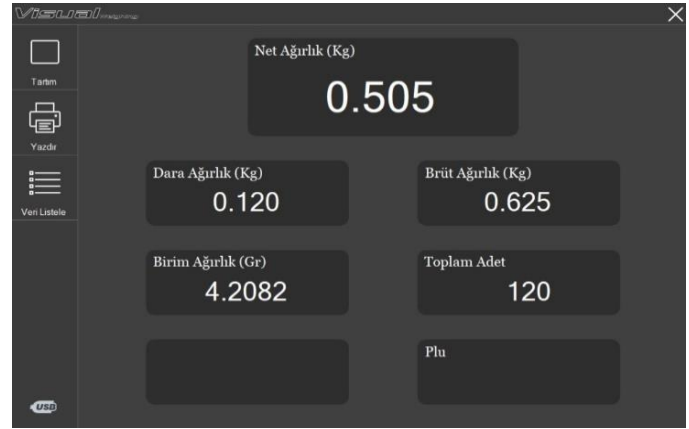 Visual
Tartım
Yazdır
Veri Listele
USB
Net Ağırlık (Kg)
0.505
Dara Ağırlık (Kg)
0.120
Brüt Ağırlık (Kg)
0.625
Birim Ağırlık (Gr)
4.2082
Toplam Adet
120
Plu